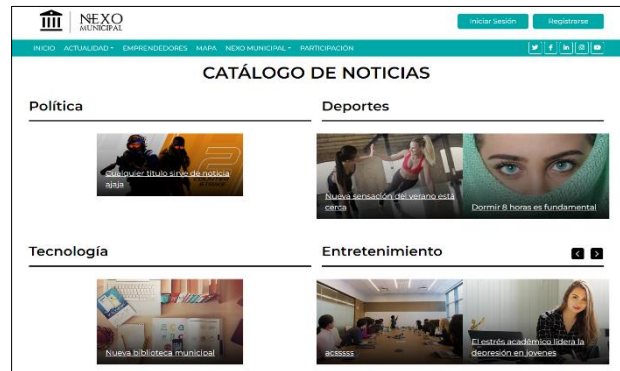 NEXO
MUNICIPAL
Iniciar Sesión
Registrarse
INICIO ACTUALIDAD EMPRENDEDORES MAPA NEXO MUNICIPAL PARTICIPACIÓN
CATÁLOGO DE NOTICIAS
Política
Deportes
Cualquier titulo sirve de noticia
ajaja
Nueva sensación del verano está
cerca
Dormir 8 horas es fundamental
Tecnología
Entretenimiento
Nueva biblioteca municipal
acsssss
El estrés académico lidera la
depresión en jovenes